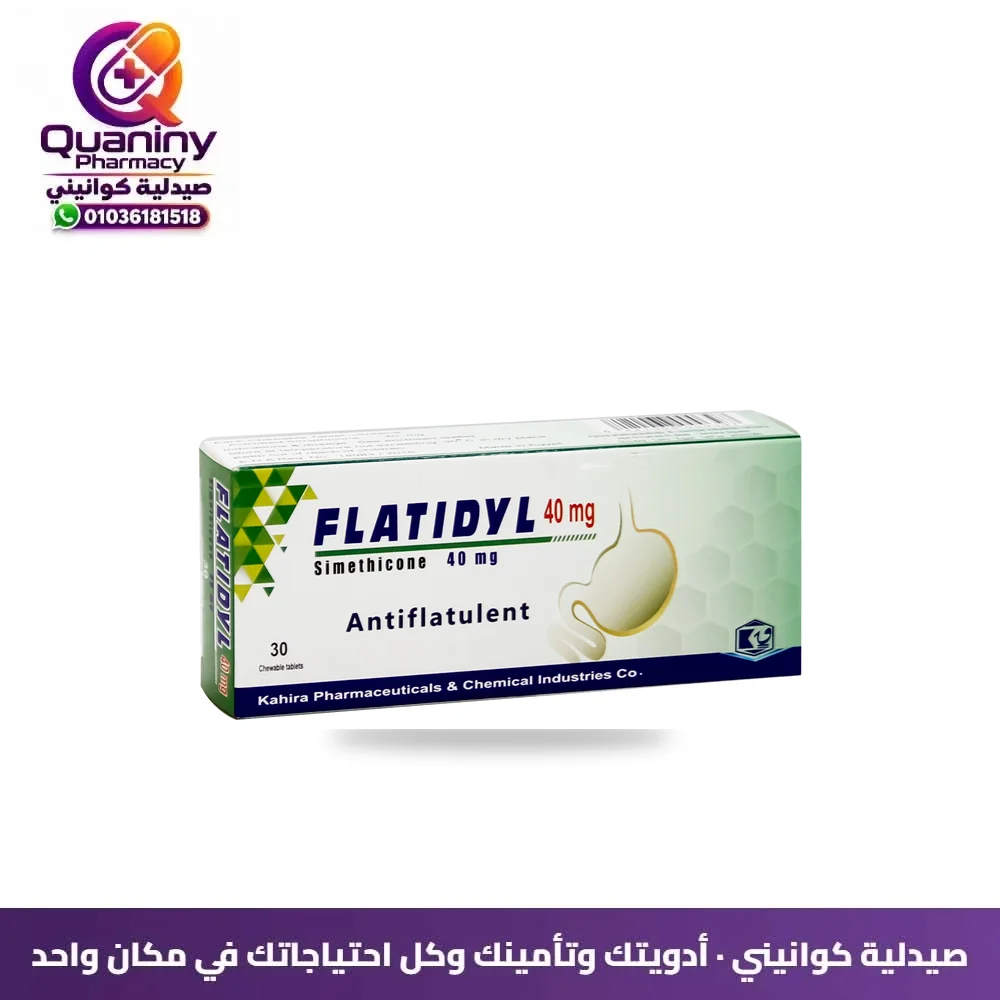 Quaniny
Pharmacy
صيدلية كوانيني
01036181518
FLATIDYL 40 mg
Simethicone 40 mg
Antiflatulent
30
Chewable tablets
Kahira Pharmaceuticals & Chemical Industries Co.
FLATIDYL 40 mg
صيدلية كوانيني · أدويتك وتأمينك وكل احتياجاتك في مكان واحد